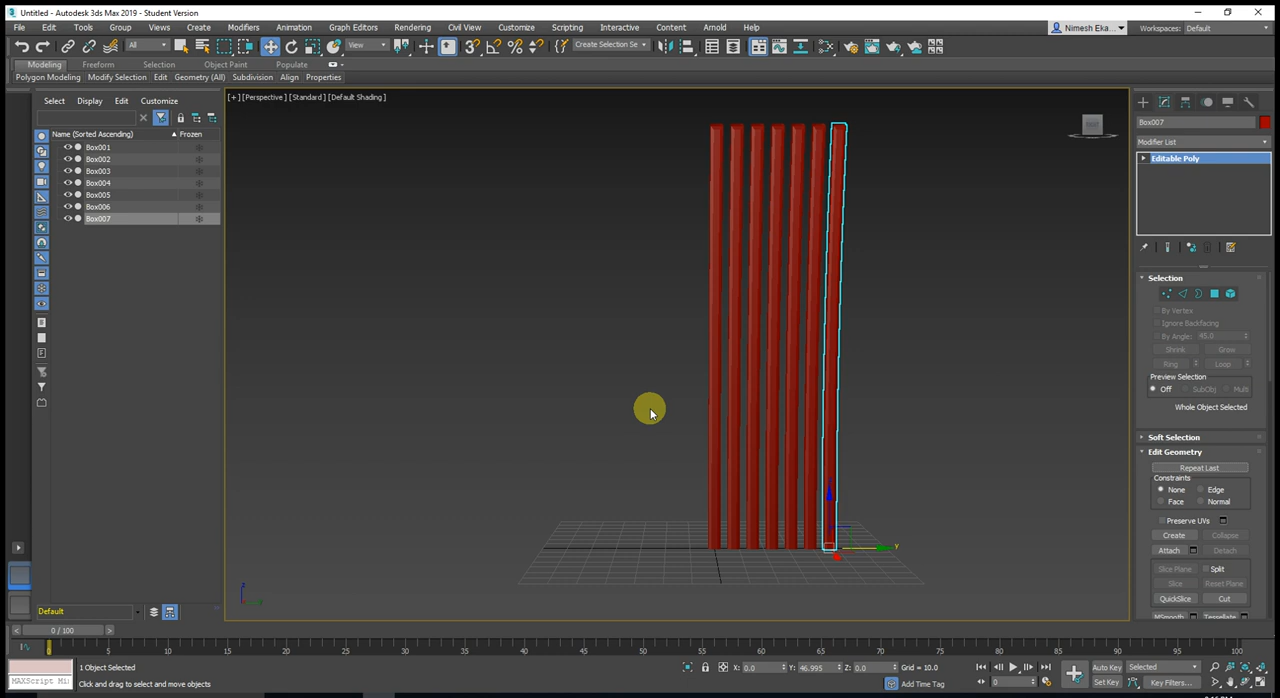 Untitled - Autodesk 3ds Max 2019 - Student Version
File Edit Tools Group Views Create Modifiers Animation Graph Editors Rendering Civil View Customize Scripting Interactive Content Arnold Help
Nimesh Eka... Workspaces: Default
All View Create Selection Se
Modeling Freeform Selection Object Paint Populate
Polygon Modeling Modify Selection Edit Geometry (All) Subdivision Align Properties
Select Display Edit Customize
[+] [Perspective] [Standard] [Default Shading]
Name (Sorted Ascending) Frozen
Box001
Box002
Box003
Box004
Box005
Box006
Box007
Box007
Modifier List
Editable Poly
Selection
By Vertex
Ignore Backfacing
By Angle: 45.0
Shrink Grow
Ring Loop
Preview Selection
Off SubObj Multi
Whole Object Selected
Soft Selection
Edit Geometry
Repeat Last
Constraints
None Edge
Face Normal
Preserve UVs
Create Collapse
Attach Detach
Slice Plane Split
Slice Reset Plane
QuickSlice Cut
MSmooth Tessellate
Default
0 / 100
0 5 10 15 20 25 30 35 40 45 50 55 60 65 70 75 80 85 90 95 100
1 Object Selected
X: 0.0 Y: 46.995 Z: 0.0 Grid = 10.0
Auto Key Selected
MAXScript Mi
Click and drag to select and move objects
Add Time Tag
0
Set Key Key Filters...